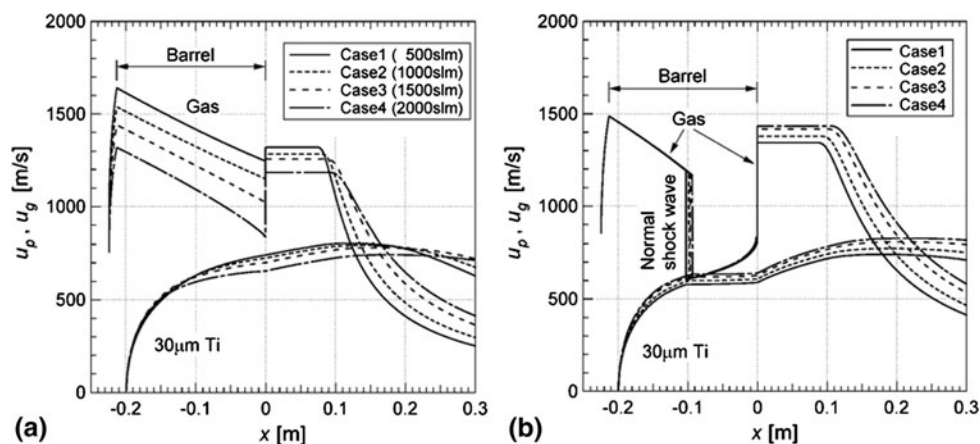 2000
1500
1000
500
0
u_p , u_g [m/s]
Barrel
Gas
Case1 ( 500slm)
Case2 (1000slm)
Case3 (1500slm)
Case4 (2000slm)
30μm Ti
-0.2 -0.1 0 0.1 0.2 0.3
x [m]
(a)
2000
1500
1000
500
0
u_p , u_g [m/s]
Barrel
Gas
Normal
shock wave
Case1
Case2
Case3
Case4
30μm Ti
-0.2 -0.1 0 0.1 0.2 0.3
x [m]
(b)